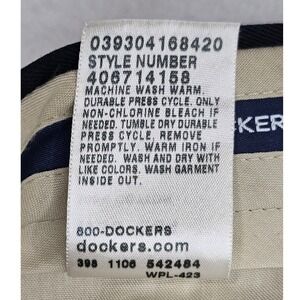 039304168420
STYLE NUMBER
406714158
MACHINE WASH WARM.
DURABLE PRESS CYCLE. ONLY
NON-CHLORINE BLEACH IF
NEEDED. TUMBLE DRY DURABLE
PRESS CYCLE. REMOVE
PROMPTLY. WARM IRON IF
NEEDED. WASH AND DRY WITH
LIKE COLORS. WASH GARMENT
INSIDE OUT.
800-DOCKERS
dockers.com
398 1106 542484
WPL-423
CKER